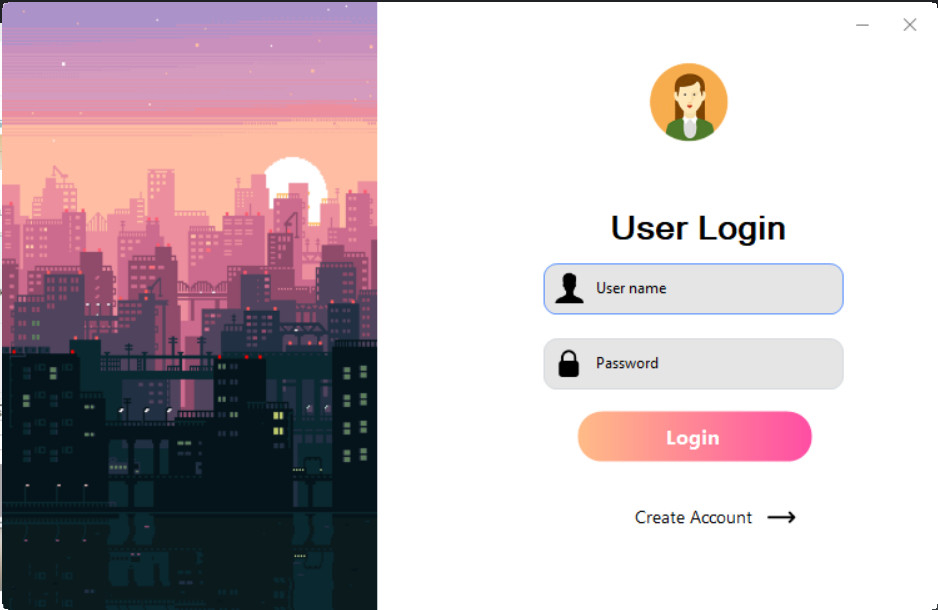 User Login
User name
Password
Login
Create Account